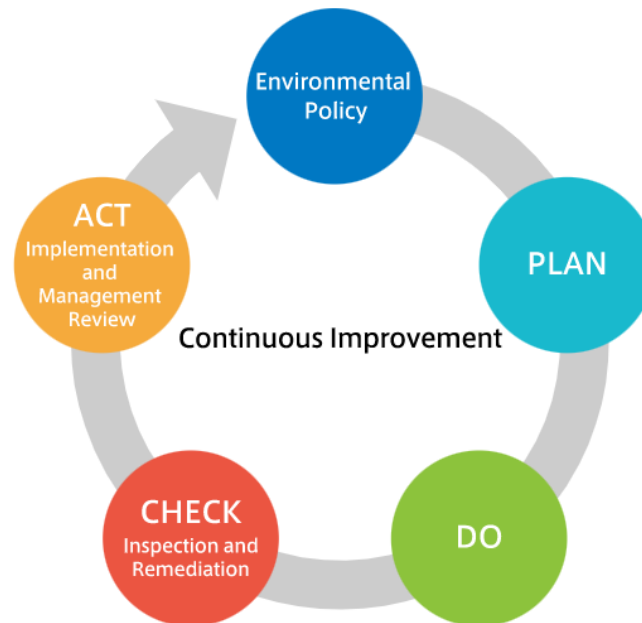 Environmental
Policy
PLAN
DO
CHECK
Inspection and
Remediation
ACT
Implementation
and
Management
Review
Continuous Improvement